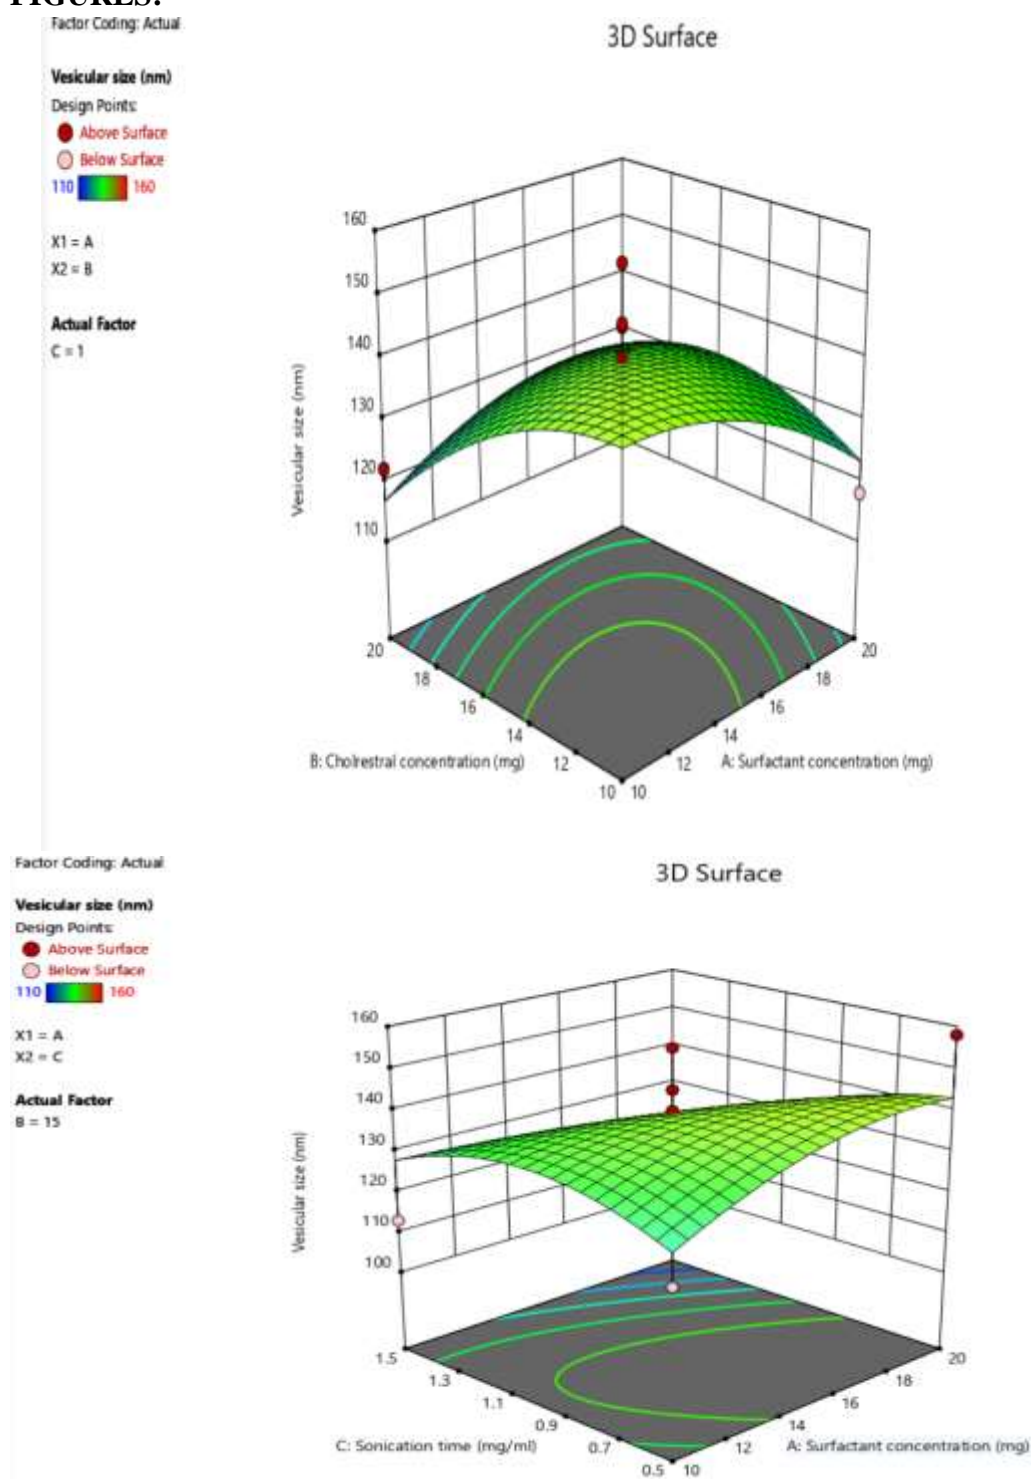 FIGURES:
Factor Coding: Actual
3D Surface
Vesicular size (nm)
Design Points:
Above Surface
Below Surface
110 160
X1 = A
X2 = B
Actual Factor
C = 1
160
150
140
130
120
110
Vesicular size (nm)
20
18
16
14
12
10
B: Cholrestral concentration (mg)
10
12
14
16
18
20
A: Surfactant concentration (mg)
Factor Coding: Actual
3D Surface
Vesicular size (nm)
Design Points:
Above Surface
Below Surface
110 160
X1 = A
X2 = C
Actual Factor
B = 15
160
150
140
130
120
110
100
Vesicular size (nm)
1.5
1.3
1.1
0.9
0.7
0.5
C: Sonication time (mg/ml)
10
12
14
16
18
20
A: Surfactant concentration (mg)